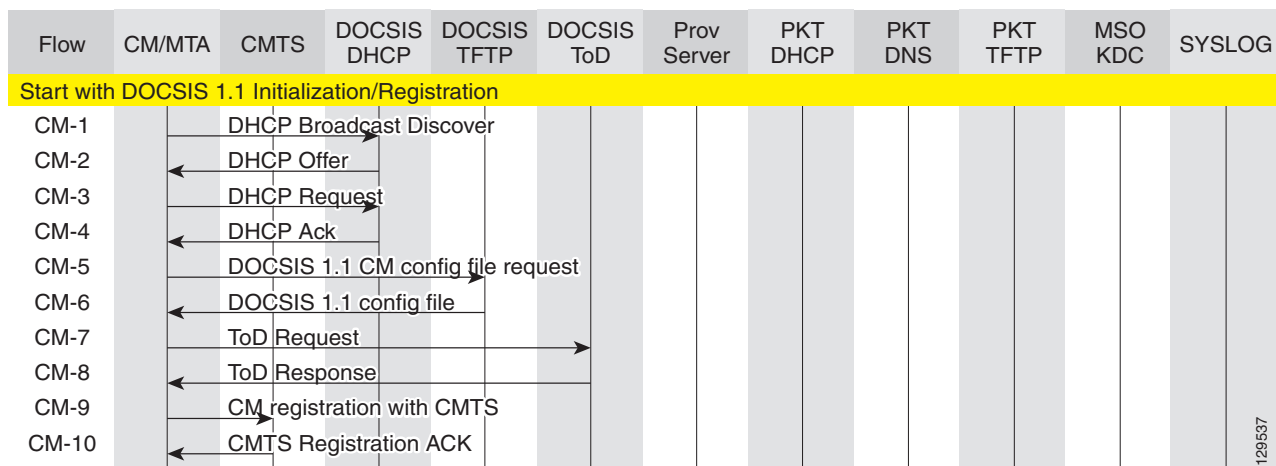 Flow CM/MTA CMTS DOCSIS DHCP DOCSIS TFTP DOCSIS ToD Prov Server PKT DHCP PKT DNS PKT TFTP MSO KDC SYSLOG
Start with DOCSIS 1.1 Initialization/Registration
CM-1 DHCP Broadcast Discover
CM-2 DHCP Offer
CM-3 DHCP Request
CM-4 DHCP Ack
CM-5 DOCSIS 1.1 CM config file request
CM-6 DOCSIS 1.1 config file
CM-7 ToD Request
CM-8 ToD Response
CM-9 CM registration with CMTS
CM-10 CMTS Registration ACK
129537